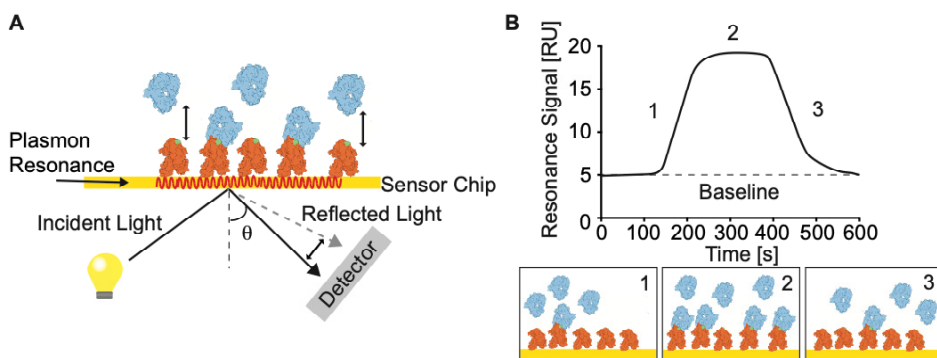 A
Plasmon
Resonance
Sensor Chip
Incident Light
Reflected Light
θ
Detector
B
Resonance Signal [RU]
20
15
10
5
0
1
2
3
Baseline
0 100 200 300 400 500 600
Time [s]
1
2
3